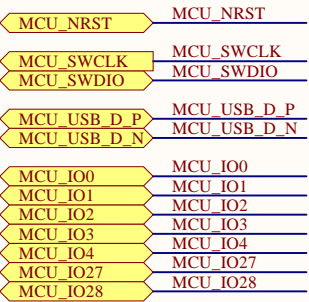 MCU_NRST MCU_NRST
MCU_SWCLK MCU_SWCLK
MCU_SWDIO MCU_SWDIO
MCU_USB_D_P MCU_USB_D_P
MCU_USB_D_N MCU_USB_D_N
MCU_IO0 MCU_IO0
MCU_IO1 MCU_IO1
MCU_IO2 MCU_IO2
MCU_IO3 MCU_IO3
MCU_IO4 MCU_IO4
MCU_IO27 MCU_IO27
MCU_IO28 MCU_IO28